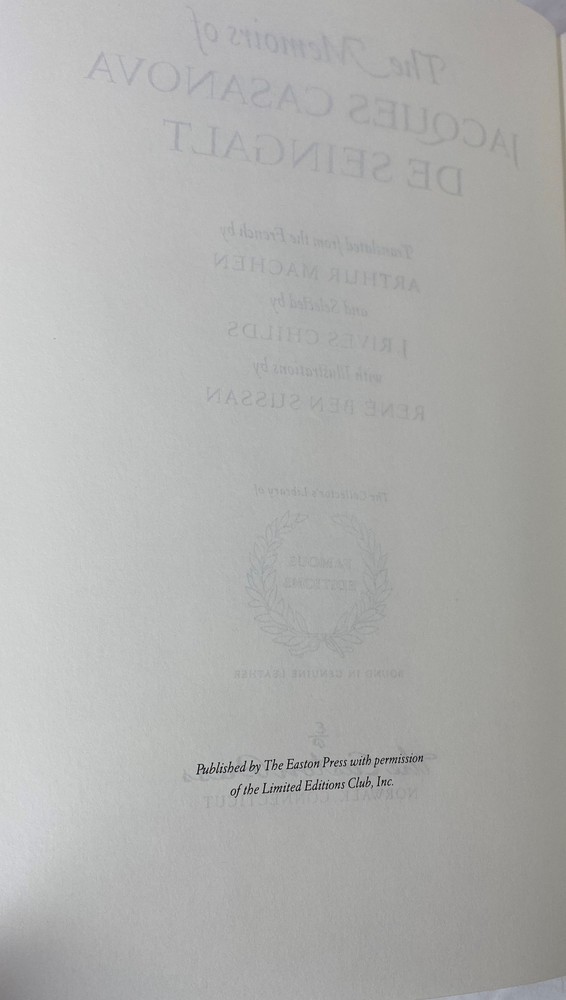 The Memoirs of
JACQUES CASANOVA
DE SEINGALT
Translated from the French by
ARTHUR MACHEN
and Selected by
J. RIVES CHILDS
with Illustrations by
RENE BEN SUSSAN
The Collector's Library of
FAMOUS
EDITIONS
BOUND IN GENUINE LEATHER
Published by The Easton Press with permission
of the Limited Editions Club, Inc.
NORWALK, CONNECTICUT